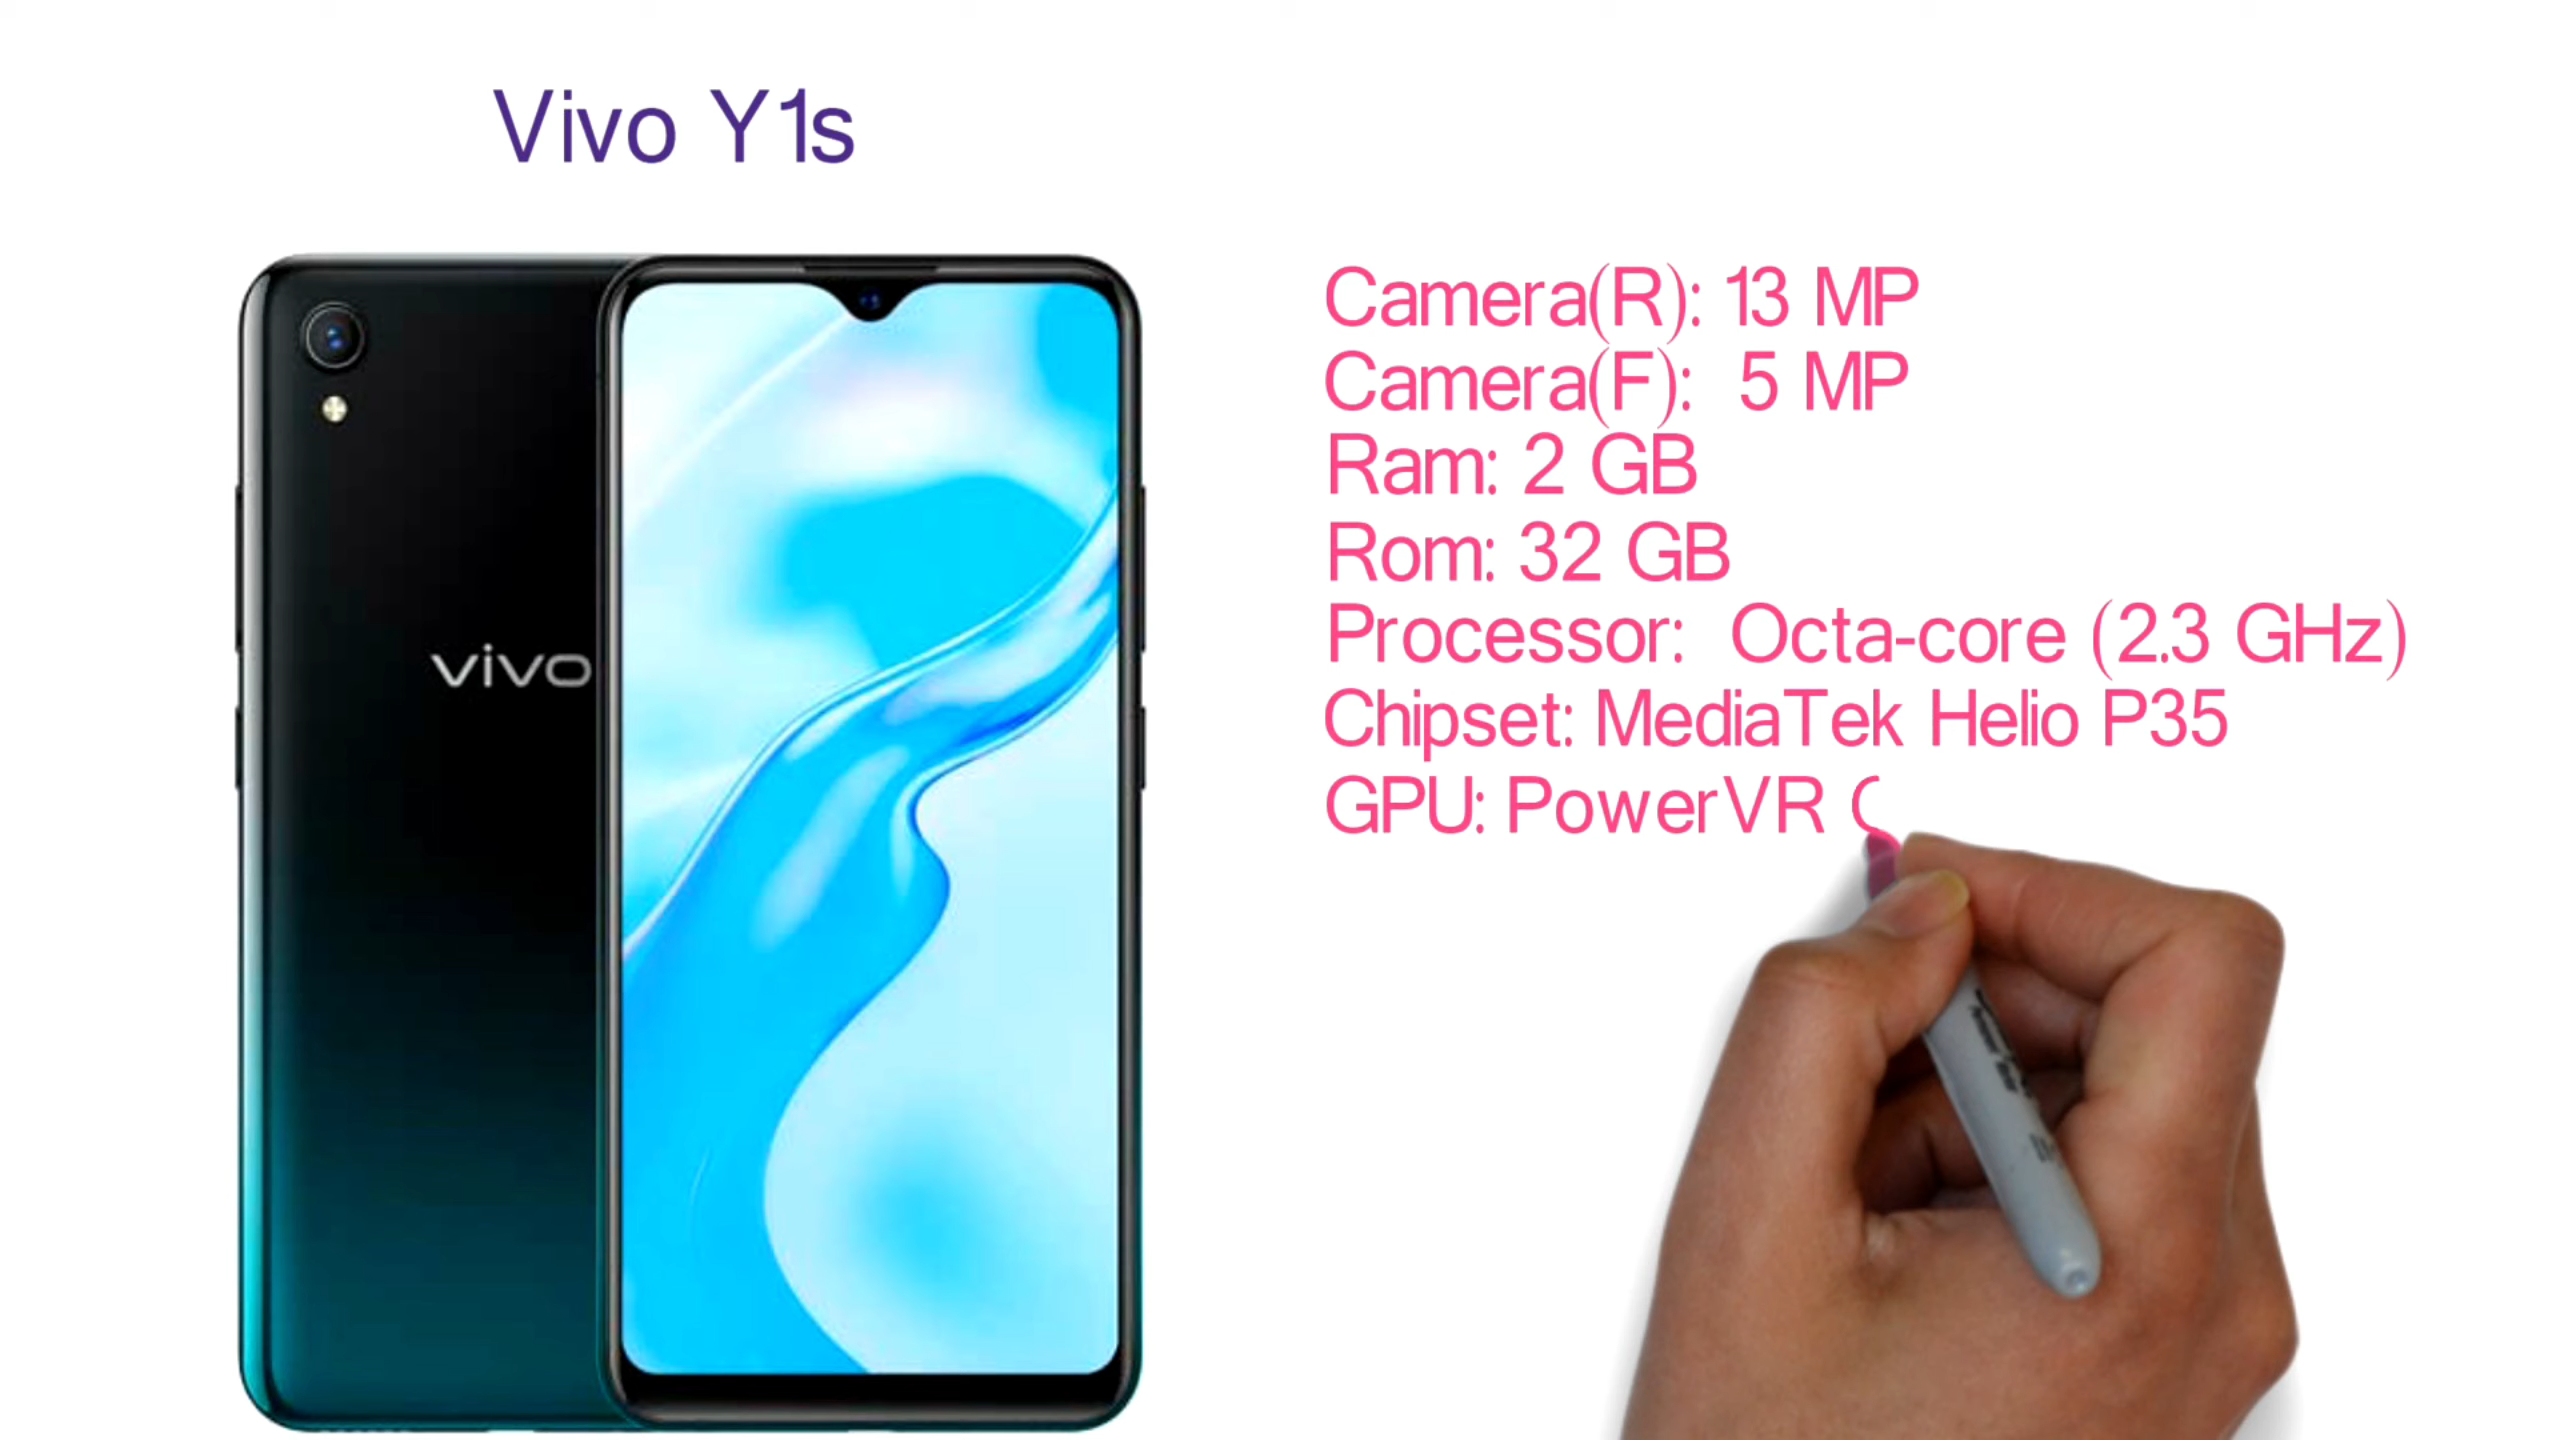 Vivo Y1s
vivo
Camera(R): 13 MP
Camera(F): 5 MP
Ram: 2 GB
Rom: 32 GB
Processor: Octa-core (2.3 GHz)
Chipset: MediaTek Helio P35
GPU: PowerVR